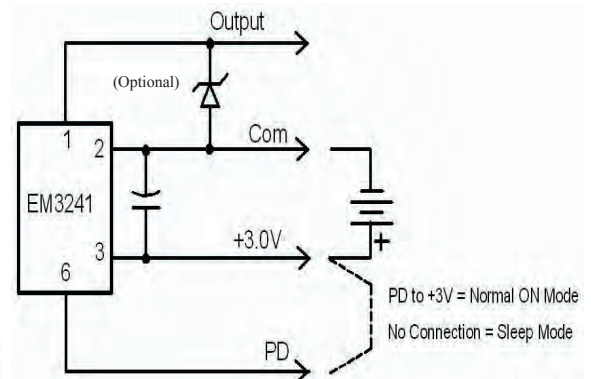 Output
(Optional)
1
2
Com
EM3241
+3.0V
3
+
6
PD to +3V = Normal ON Mode
No Connection = Sleep Mode
PD